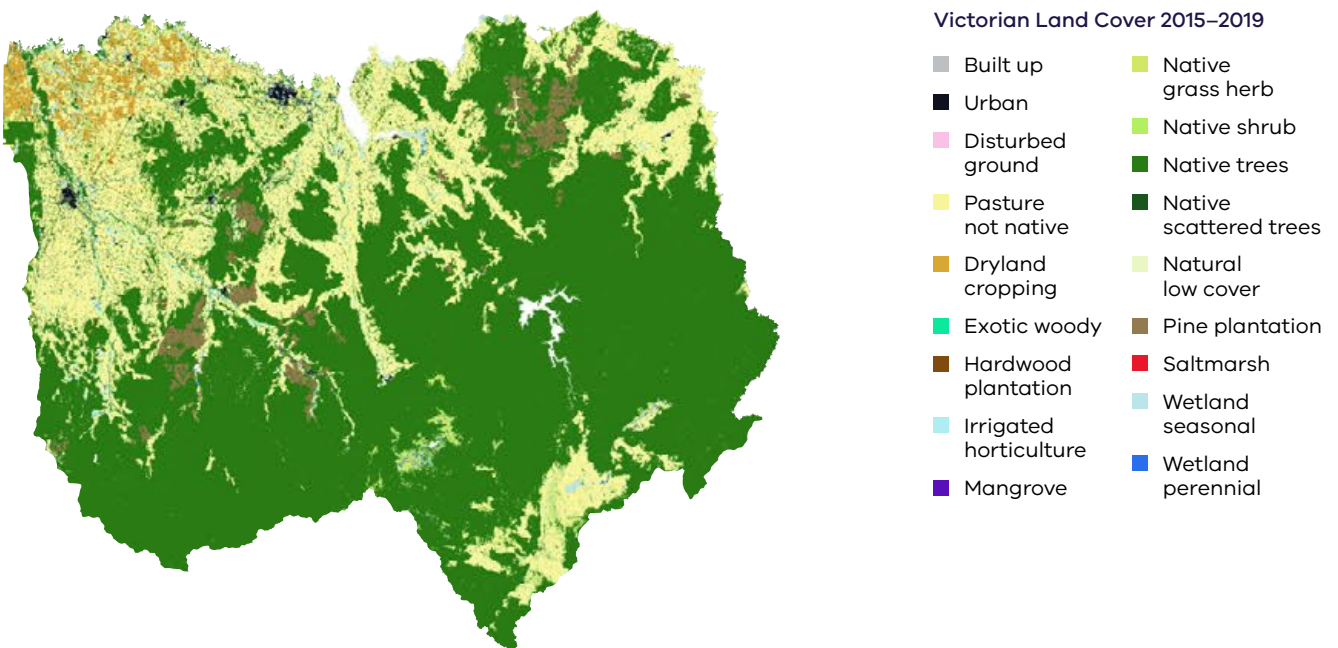 Victorian Land Cover 2015–2019
Built up
Urban
Disturbed
ground
Pasture
not native
Dryland
cropping
Exotic woody
Hardwood
plantation
Irrigated
horticulture
Mangrove
Native
grass herb
Native shrub
Native trees
Native
scattered trees
Natural
low cover
Pine plantation
Saltmarsh
Wetland
seasonal
Wetland
perennial